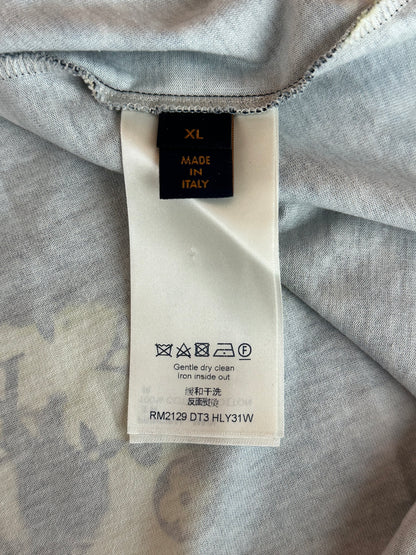 XL
MADE
IN
ITALY
Gentle dry clean
Iron inside out
缓和干洗
反面熨烫
RM2129 DT3 HLY31W